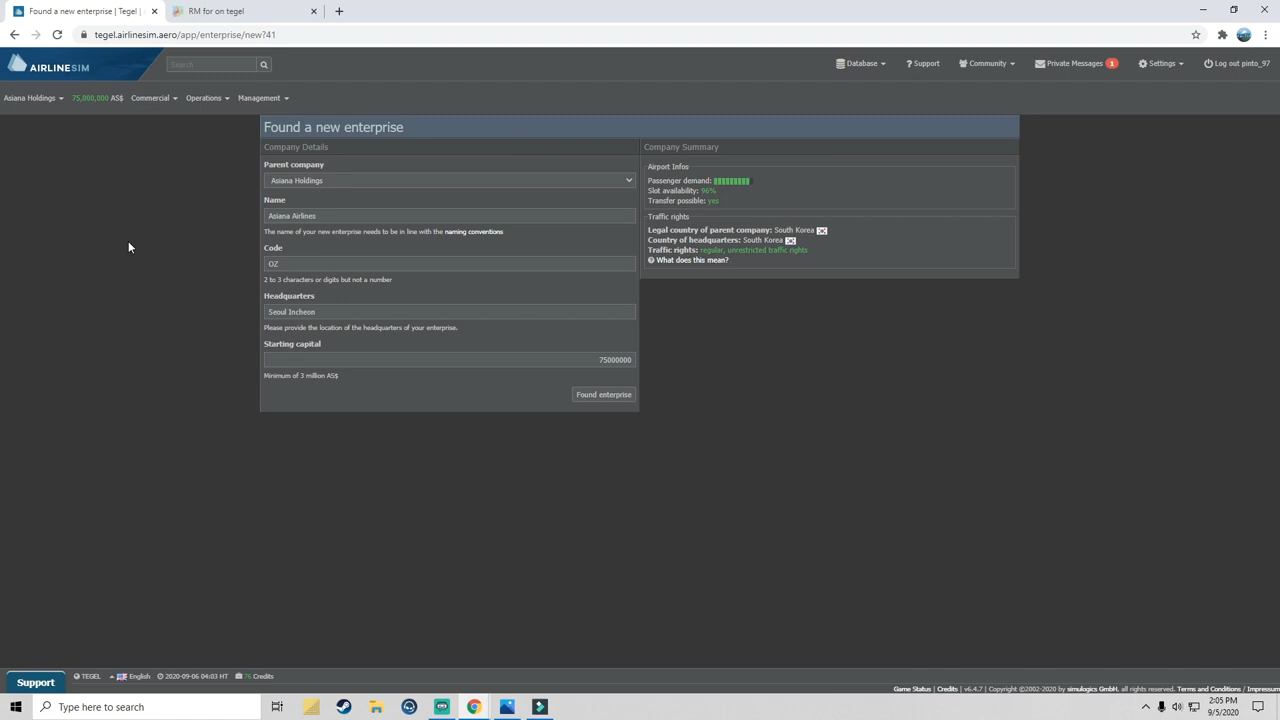 Found a new enterprise | Tegel |
RM for on tegel
tegel.airlinesim.aero/app/enterprise/new?41
AIRLINESIM
Search
Database
? Support
Community
Private Messages 1
Settings
Log out pinto_97
Asiana Holdings
75,000,000 AS$
Commercial
Operations
Management
Found a new enterprise
Company Details
Company Summary
Parent company
Asiana Holdings
Name
Asiana Airlines
The name of your new enterprise needs to be in line with the naming conventions
Code
OZ
2 to 3 characters or digits but not a number
Headquarters
Seoul Incheon
Please provide the location of the headquarters of your enterprise.
Starting capital
75000000
Minimum of 3 million AS$
Found enterprise
Airport Infos
Passenger demand:
Slot availability: 96%
Transfer possible: yes
Traffic rights
Legal country of parent company: South Korea
Country of headquarters: South Korea
Traffic rights: regular, unrestricted traffic rights
What does this mean?
Support
TEGEL
English
2020-09-06 04:03 HT
76 Credits
Game Status | Credits | v6.4.7 | Copyright ©2002-2020 by simulogics GmbH. all rights reserved. Terms and Conditions / Impressum
Type here to search
2:05 PM
9/5/2020